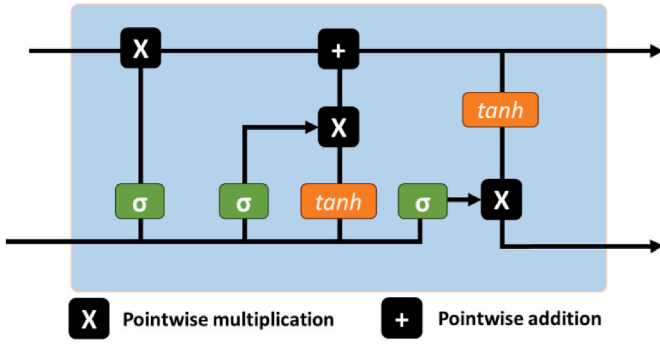 X +
X tanh
σ σ tanh σ X
X Pointwise multiplication + Pointwise addition